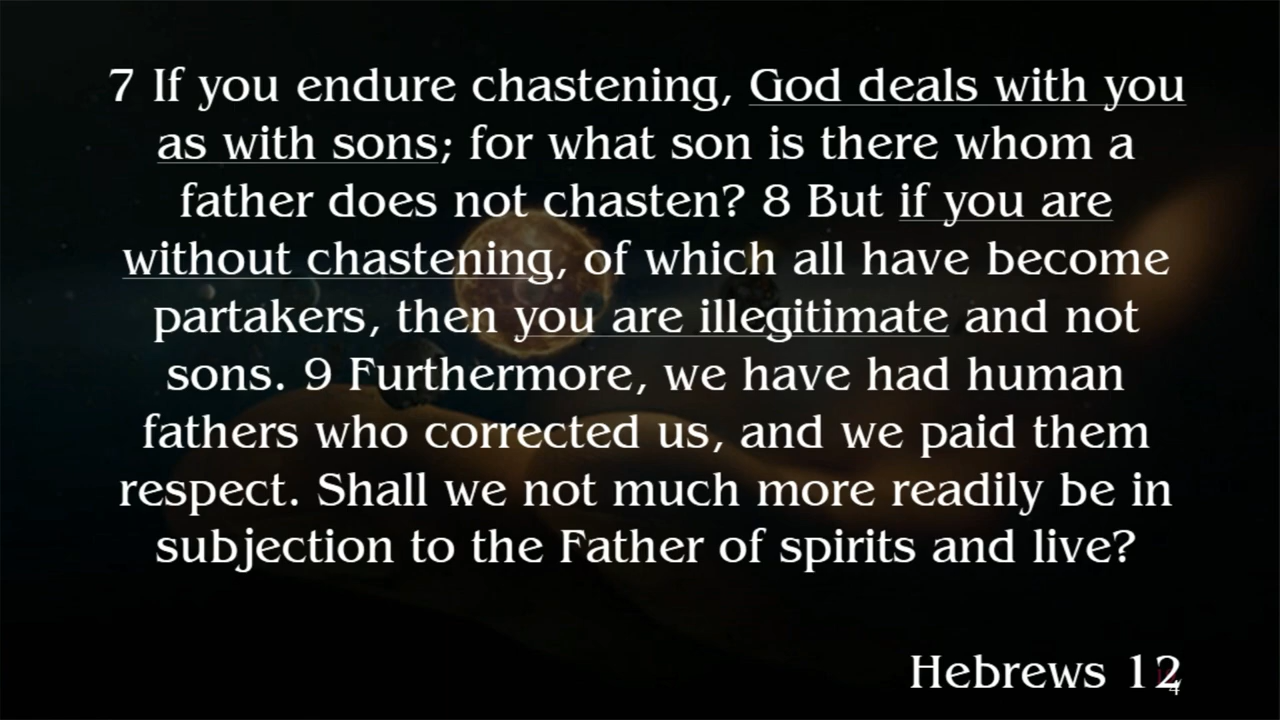 7 If you endure chastening, God deals with you
as with sons; for what son is there whom a
father does not chasten? 8 But if you are
without chastening, of which all have become
partakers, then you are illegitimate and not
sons. 9 Furthermore, we have had human
fathers who corrected us, and we paid them
respect. Shall we not much more readily be in
subjection to the Father of spirits and live?
Hebrews 12
4